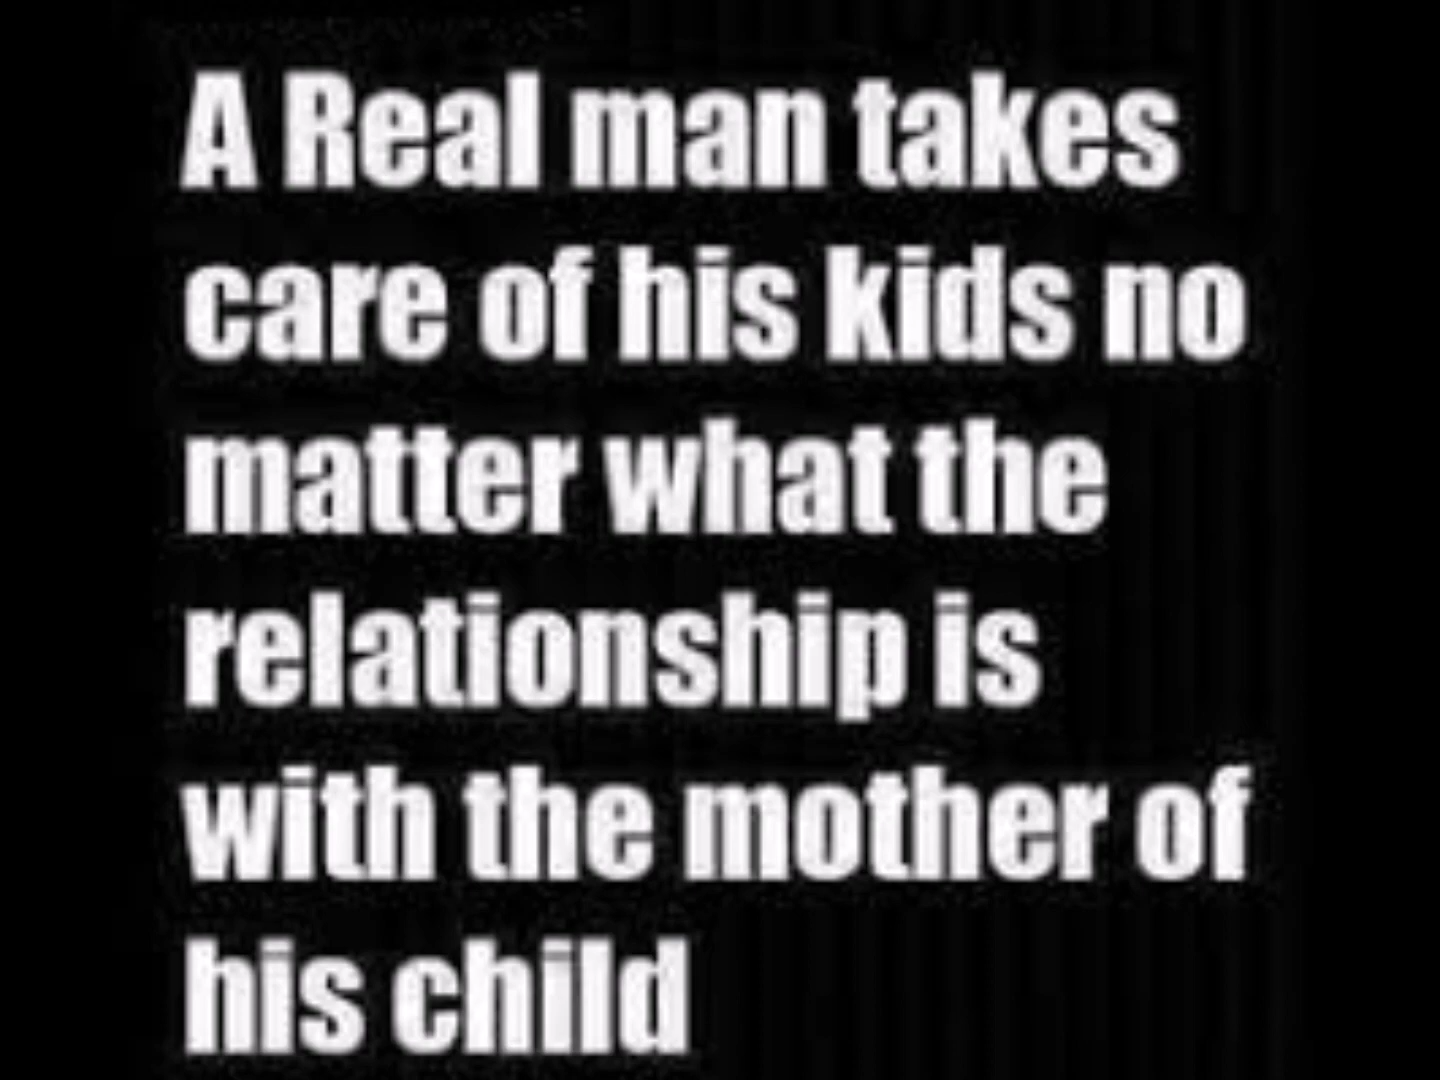 A Real man takes
care of his kids no
matter what the
relationship is
with the mother of
his child